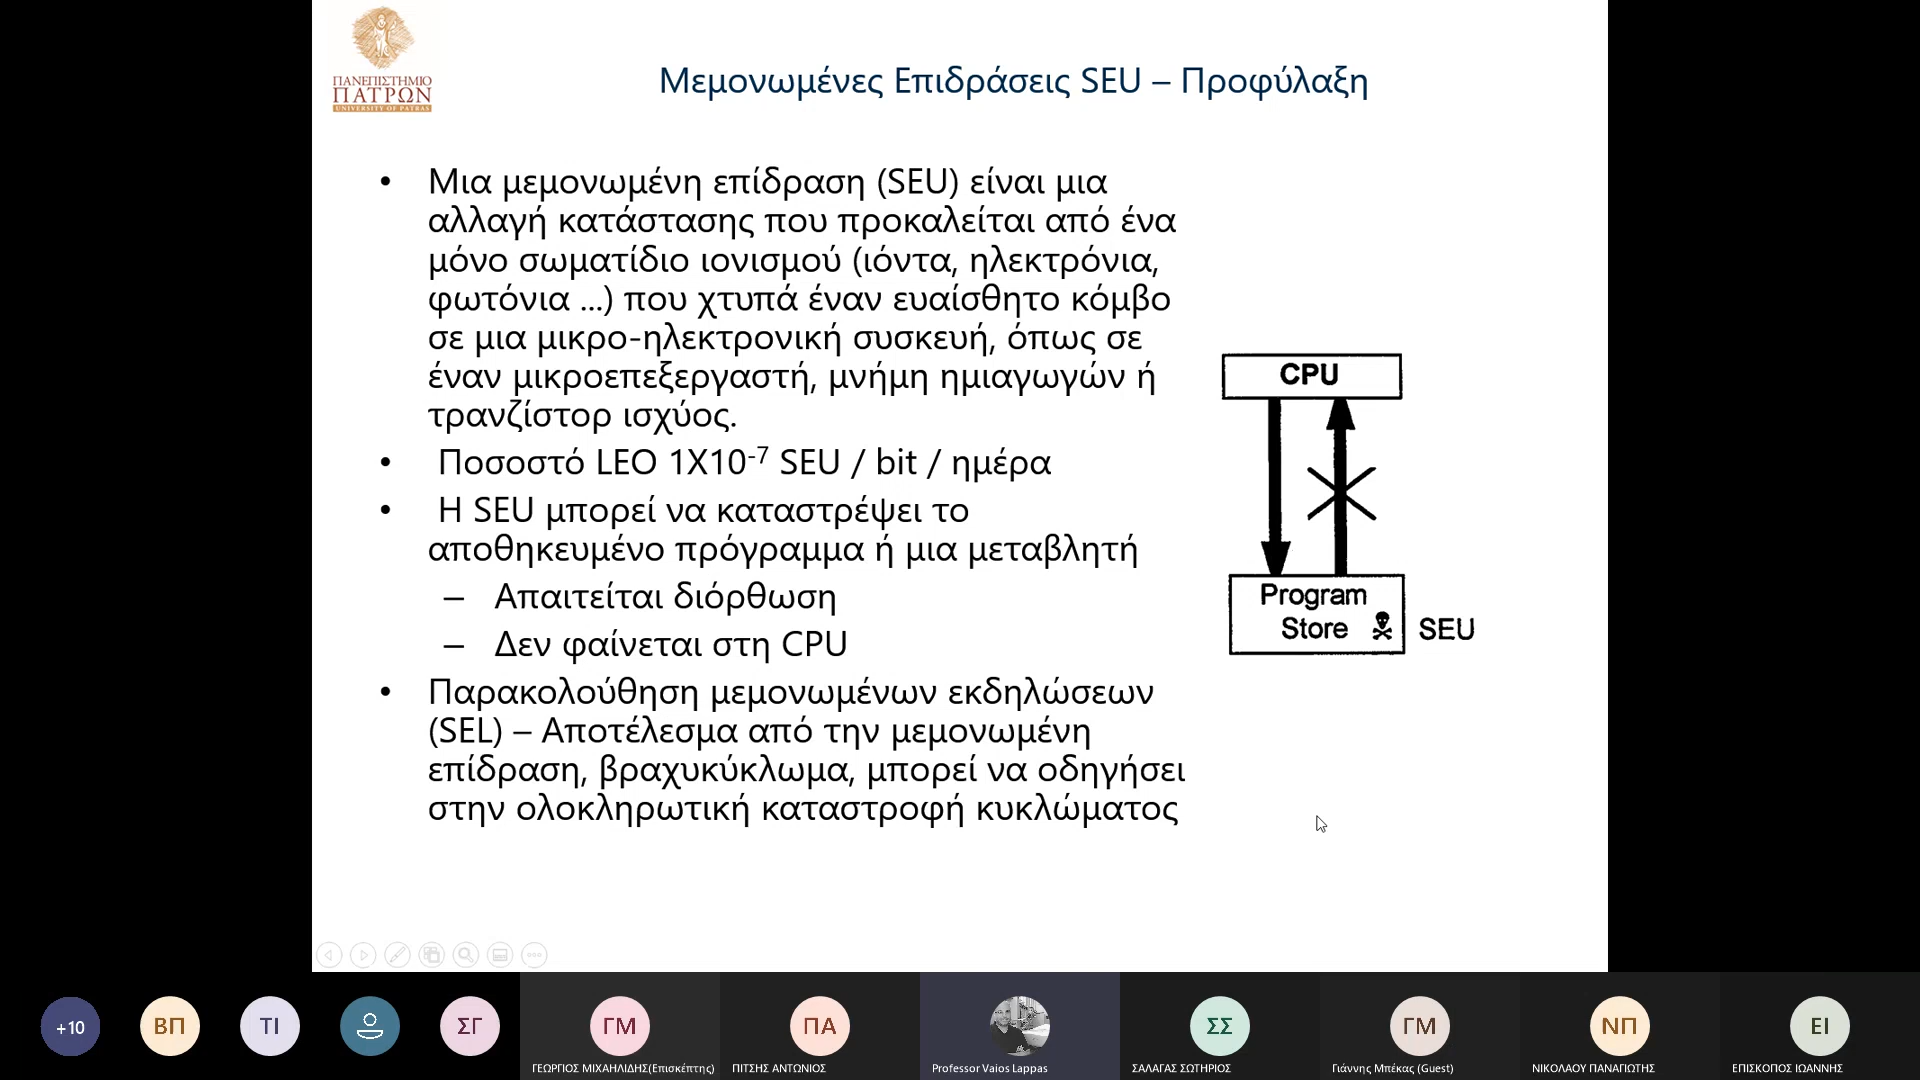 ΠΑΝΕΠΙΣΤΗΜΙΟ
ΠΑΤΡΩΝ
UNIVERSITY OF PATRAS
Μεμονωμένες Επιδράσεις SEU – Προφύλαξη
• Μια μεμονωμένη επίδραση (SEU) είναι μια
αλλαγή κατάστασης που προκαλείται από ένα
μόνο σωματίδιο ιονισμού (ιόντα, ηλεκτρόνια,
φωτόνια ...) που χτυπά έναν ευαίσθητο κόμβο
σε μια μικρο-ηλεκτρονική συσκευή, όπως σε
έναν μικροεπεξεργαστή, μνήμη ημιαγωγών ή
τρανζίστορ ισχύος.
• Ποσοστό LEO 1X10⁻⁷ SEU / bit / ημέρα
• Η SEU μπορεί να καταστρέψει το
αποθηκευμένο πρόγραμμα ή μια μεταβλητή
– Απαιτείται διόρθωση
– Δεν φαίνεται στη CPU
• Παρακολούθηση μεμονωμένων εκδηλώσεων
(SEL) – Αποτέλεσμα από την μεμονωμένη
επίδραση, βραχυκύκλωμα, μπορεί να οδηγήσει
στην ολοκληρωτική καταστροφή κυκλώματος
CPU
Program
Store
SEU
+10
ΒΠ
ΤΙ
ΣΓ
ΓΜ
ΓΕΩΡΓΙΟΣ ΜΙΧΑΗΛΙΔΗΣ(Επισκέπτης)
ΠΑ
ΠΙΤΣΗΣ ΑΝΤΩΝΙΟΣ
Professor Vaios Lappas
ΣΣ
ΣΑΛΑΓΑΣ ΣΩΤΗΡΙΟΣ
ΓΜ
Γιάννης Μπέκας (Guest)
ΝΠ
ΝΙΚΟΛΑΟΥ ΠΑΝΑΓΙΩΤΗΣ
ΕΙ
ΕΠΙΣΚΟΠΟΣ ΙΩΑΝΝΗΣ